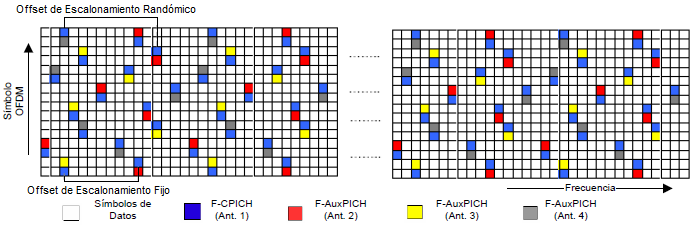 Offset de Escalonamiento Randómico
Símbolo
OFDM
Offset de Escalonamiento Fijo
Frecuencia
Símbolos de
Datos
F-CPICH
(Ant. 1)
F-AuxPICH
(Ant. 2)
F-AuxPICH
(Ant. 3)
F-AuxPICH
(Ant. 4)